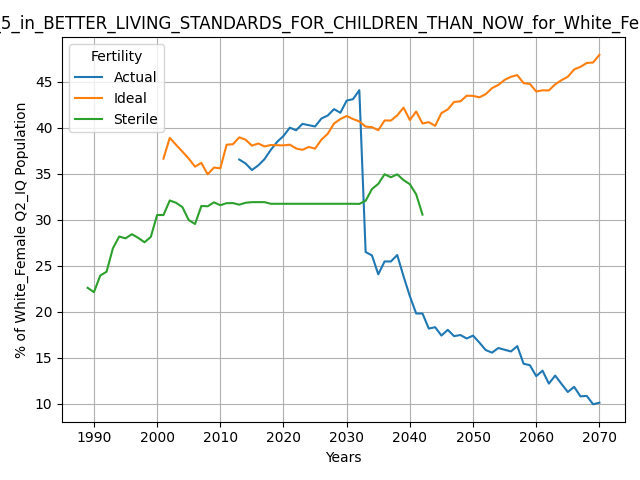 _5_in_BETTER_LIVING_STANDARDS_FOR_CHILDREN_THAN_NOW_for_White_Fe
Fertility
Actual
Ideal
Sterile
% of White_Female Q2_IQ Population
45
40
35
30
25
20
15
10
1990 2000 2010 2020 2030 2040 2050 2060 2070
Years